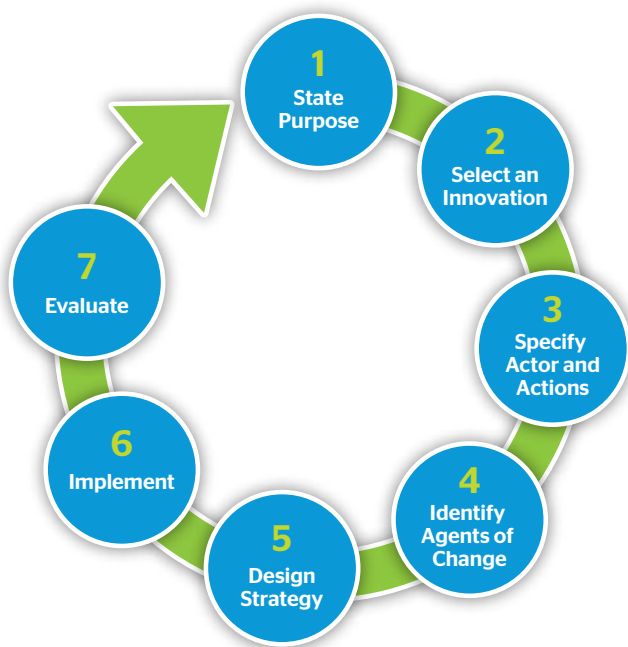 1
State
Purpose
2
Select an
Innovation
3
Specify
Actor and
Actions
4
Identify
Agents of
Change
5
Design
Strategy
6
Implement
7
Evaluate